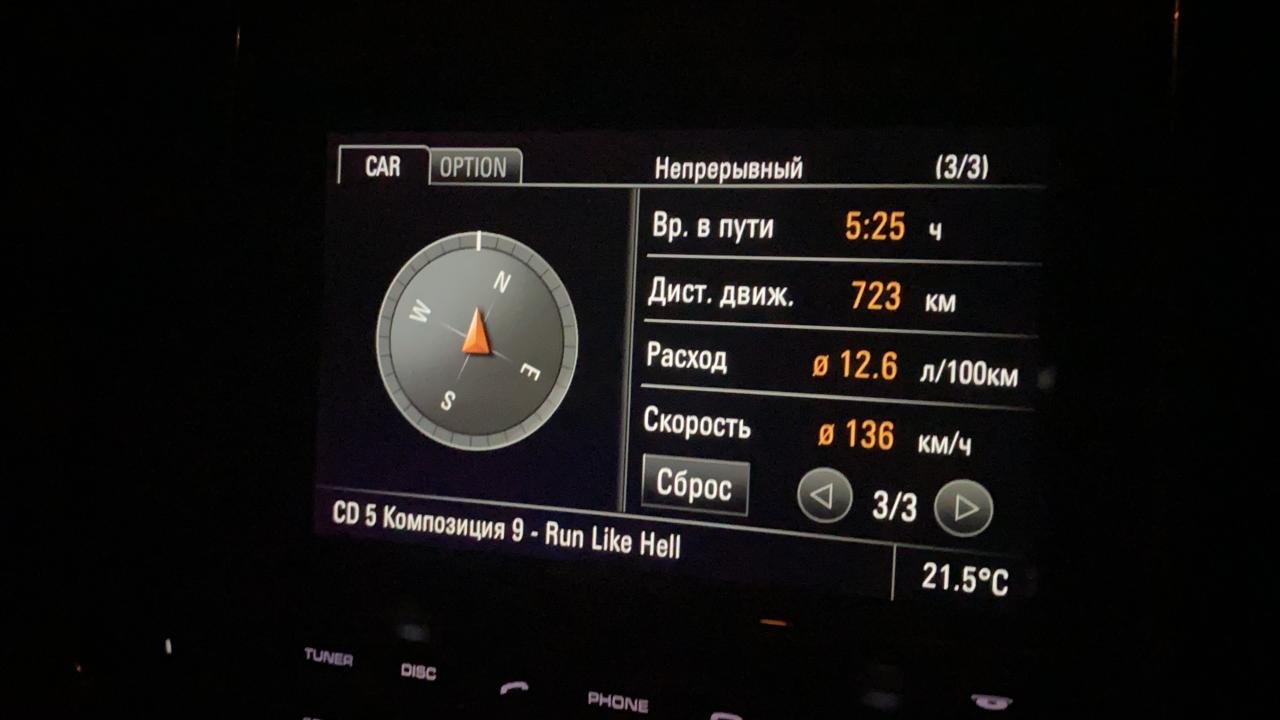 CAR OPTION Непрерывный (3/3)
Вр. в пути 5:25 ч
Дист. движ. 723 км
Расход ø 12.6 л/100км
Скорость ø 136 км/ч
Сброс 3/3
N
W
E
S
CD 5 Композиция 9 - Run Like Hell
21.5°C
TUNER DISC PHONE